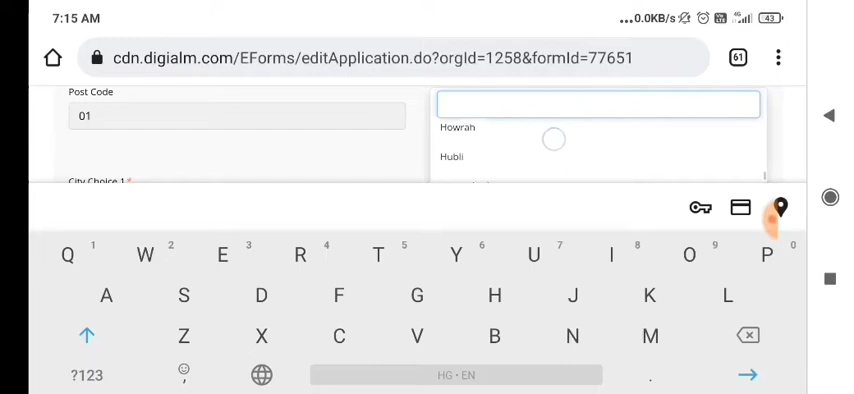 7:15 AM ...0.0KB/s 4G 43
cdn.digialm.com/EForms/editApplication.do?orgId=1258&formId=77651 61
Post Code
01
Howrah
Hubli
City Choice 1 *
Q 1 W 2 E 3 R 4 T 5 Y 6 U 7 I 8 O 9 P 0
A S D F G H J K L
Z X C V B N M
?123 , HG • EN .